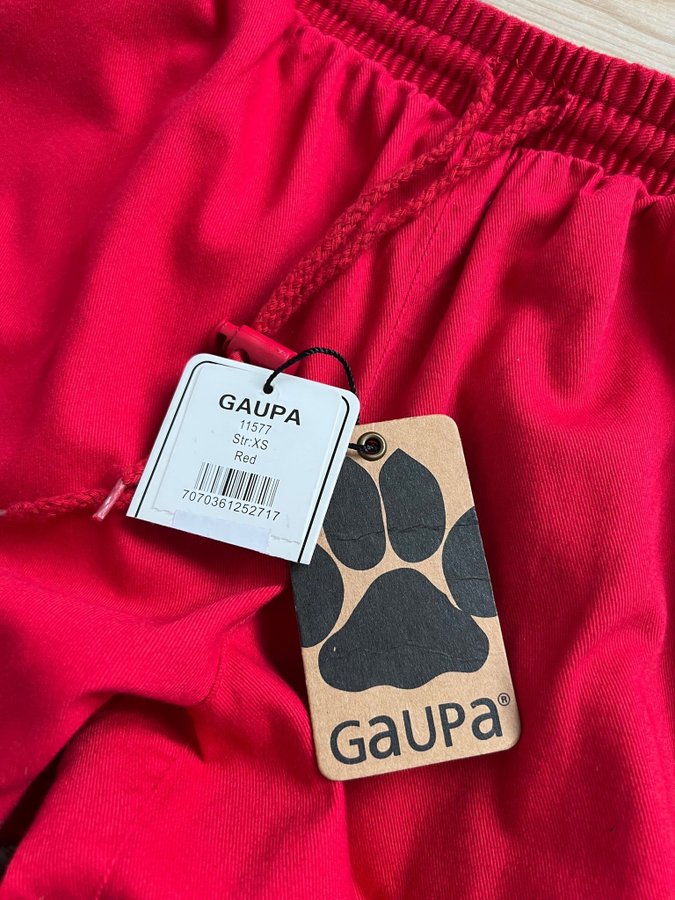 GAUPA
11577
Str:XS
Red
7070361252717
GaUPa®